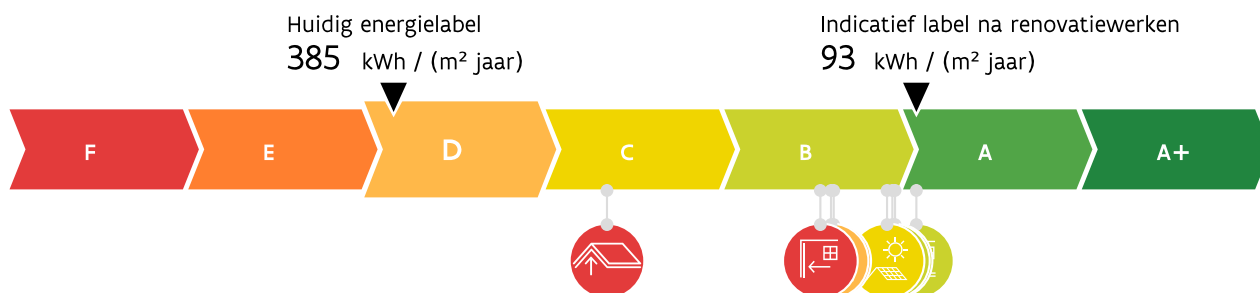 Huidig energielabel
385 kWh / (m² jaar)
Indicatief label na renovatiewerken
93 kWh / (m² jaar)
F E D C B A A+